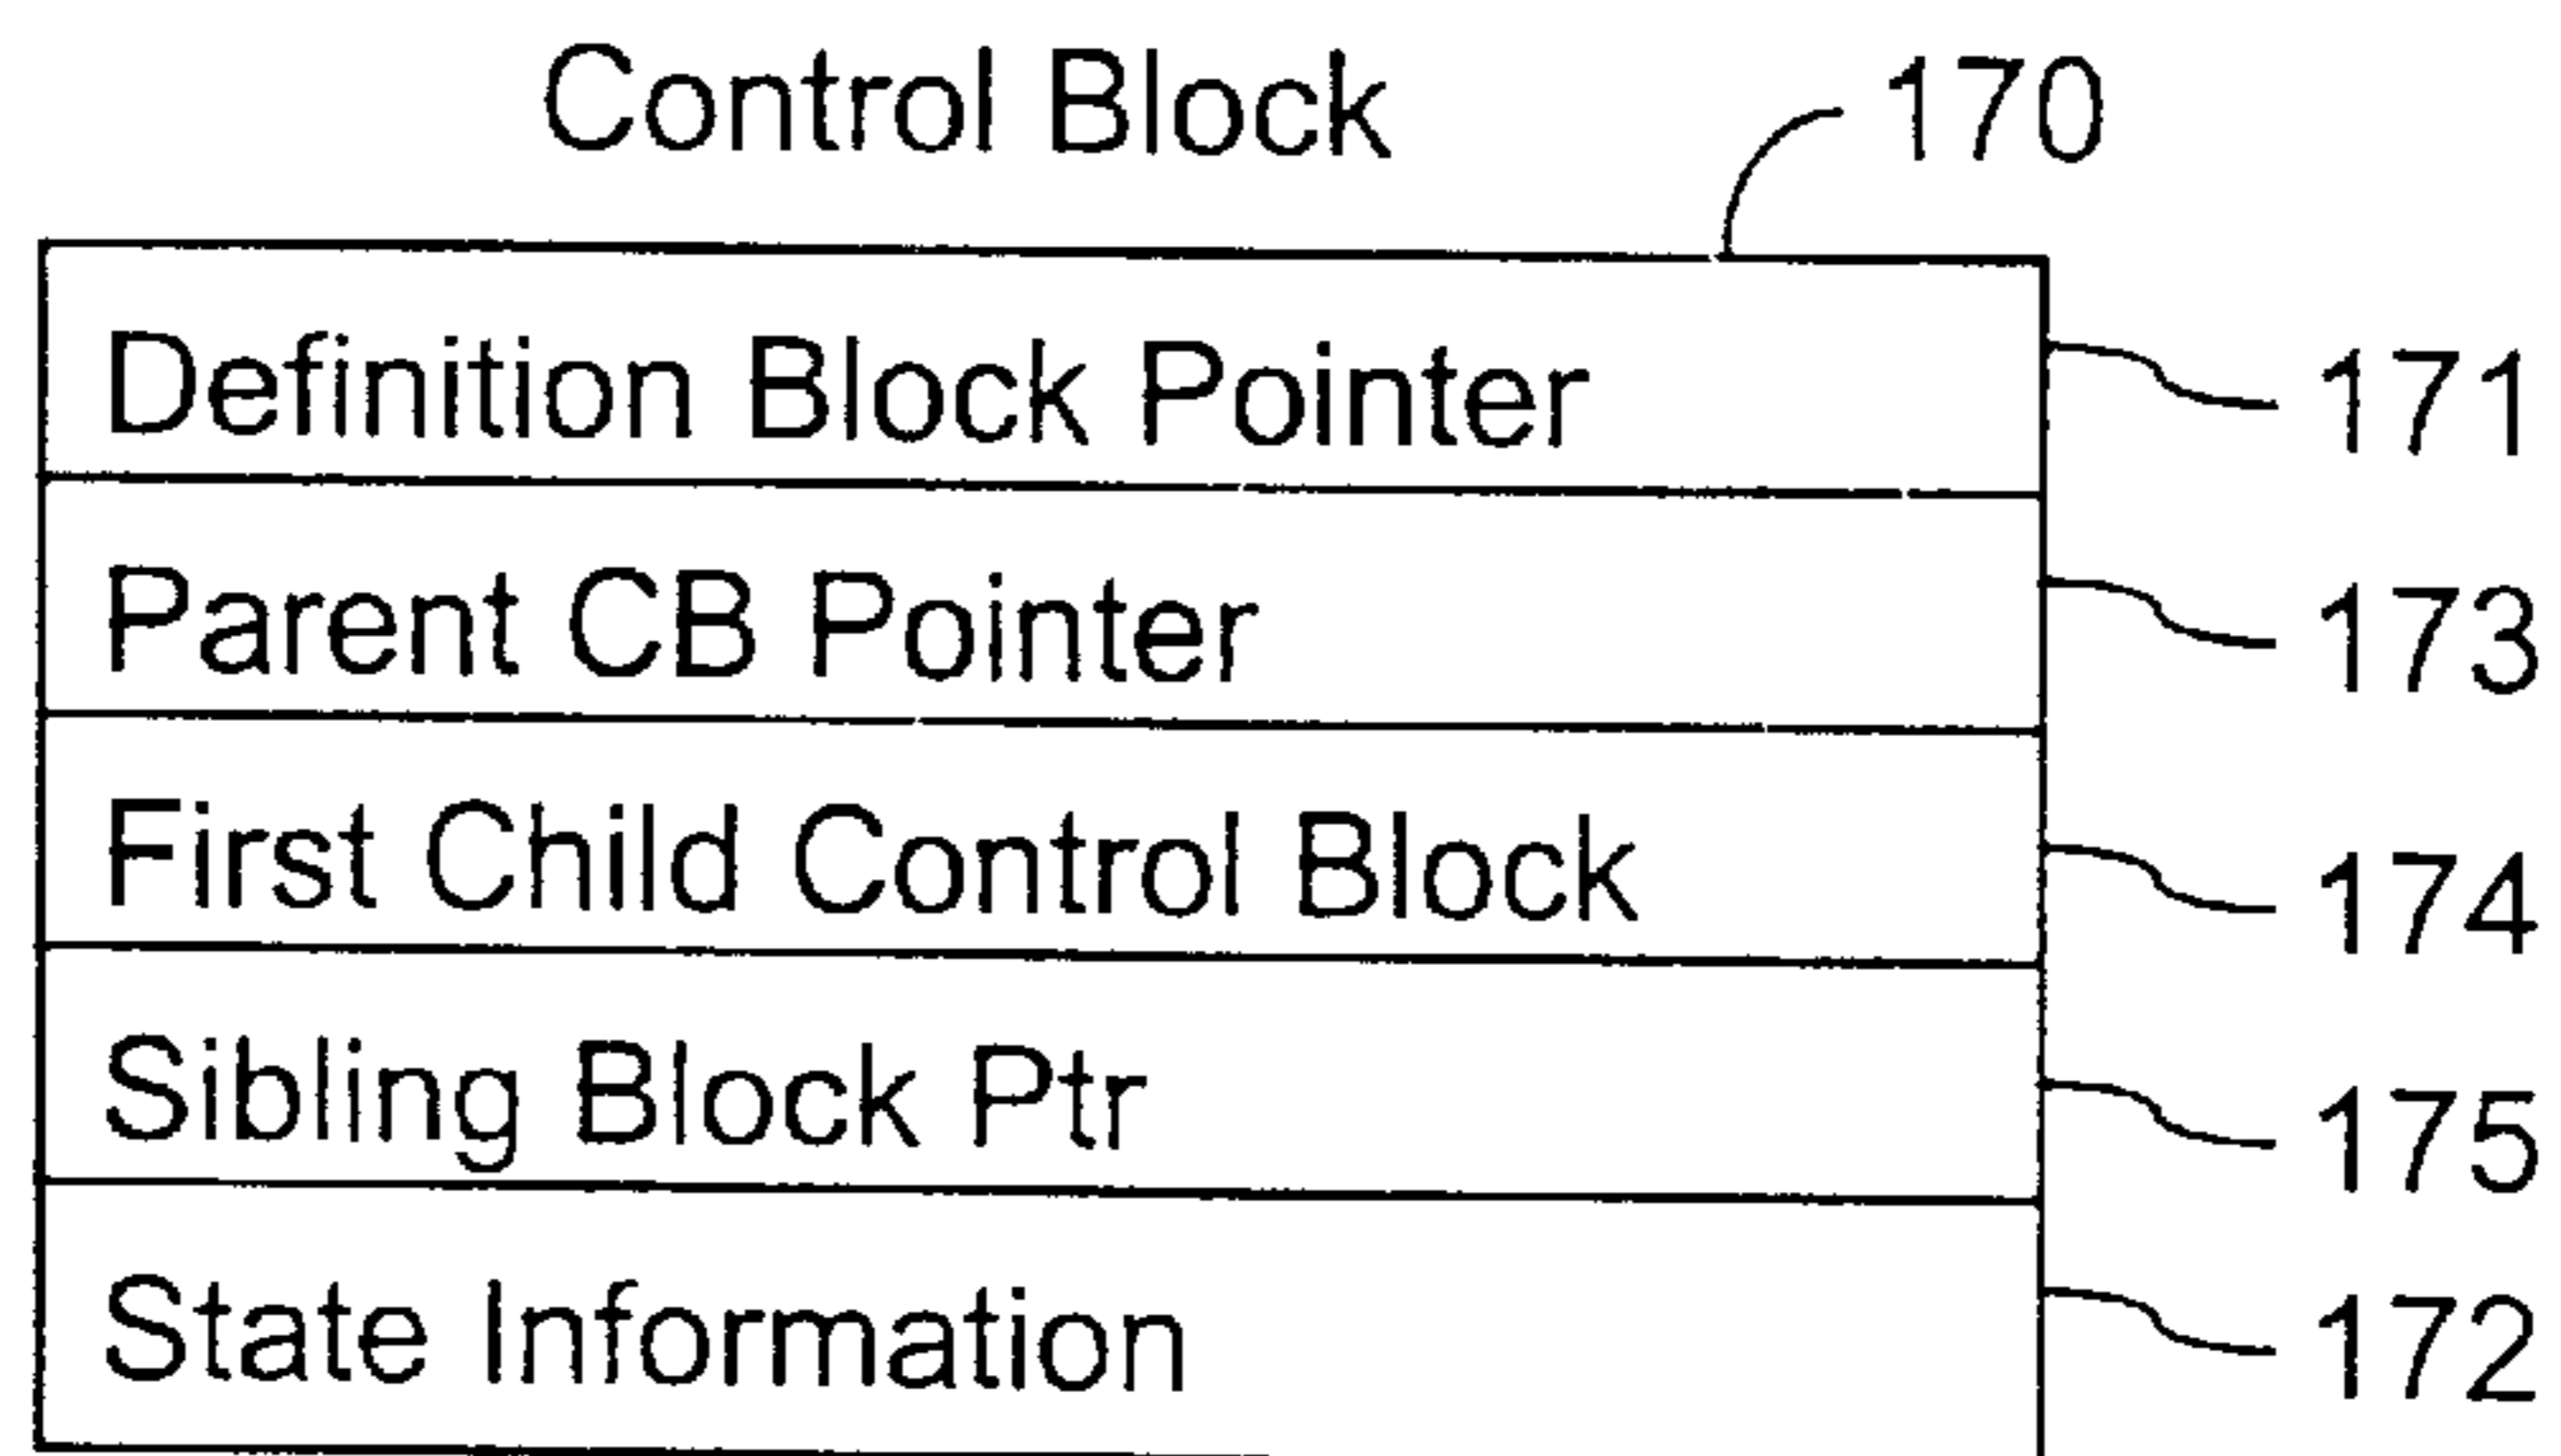 Control Block 170
Definition Block Pointer 171
Parent CB Pointer 173
First Child Control Block 174
Sibling Block Ptr 175
State Information 172